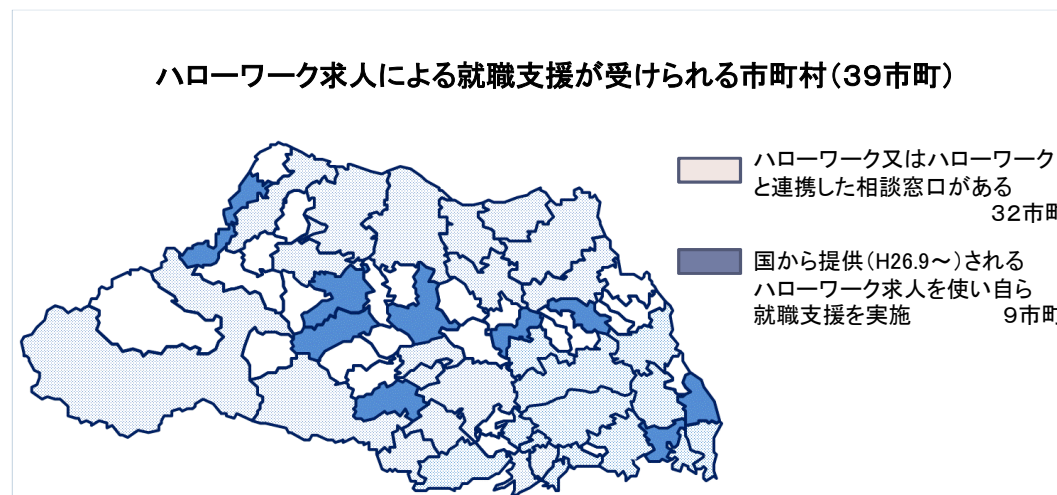 ハローワーク求人による就職支援が受けられる市町村(39市町)
ハローワーク又はハローワーク
と連携した相談窓口がある
32市町
国から提供(H26.9～)される
ハローワーク求人を使い自ら
就職支援を実施 9市町